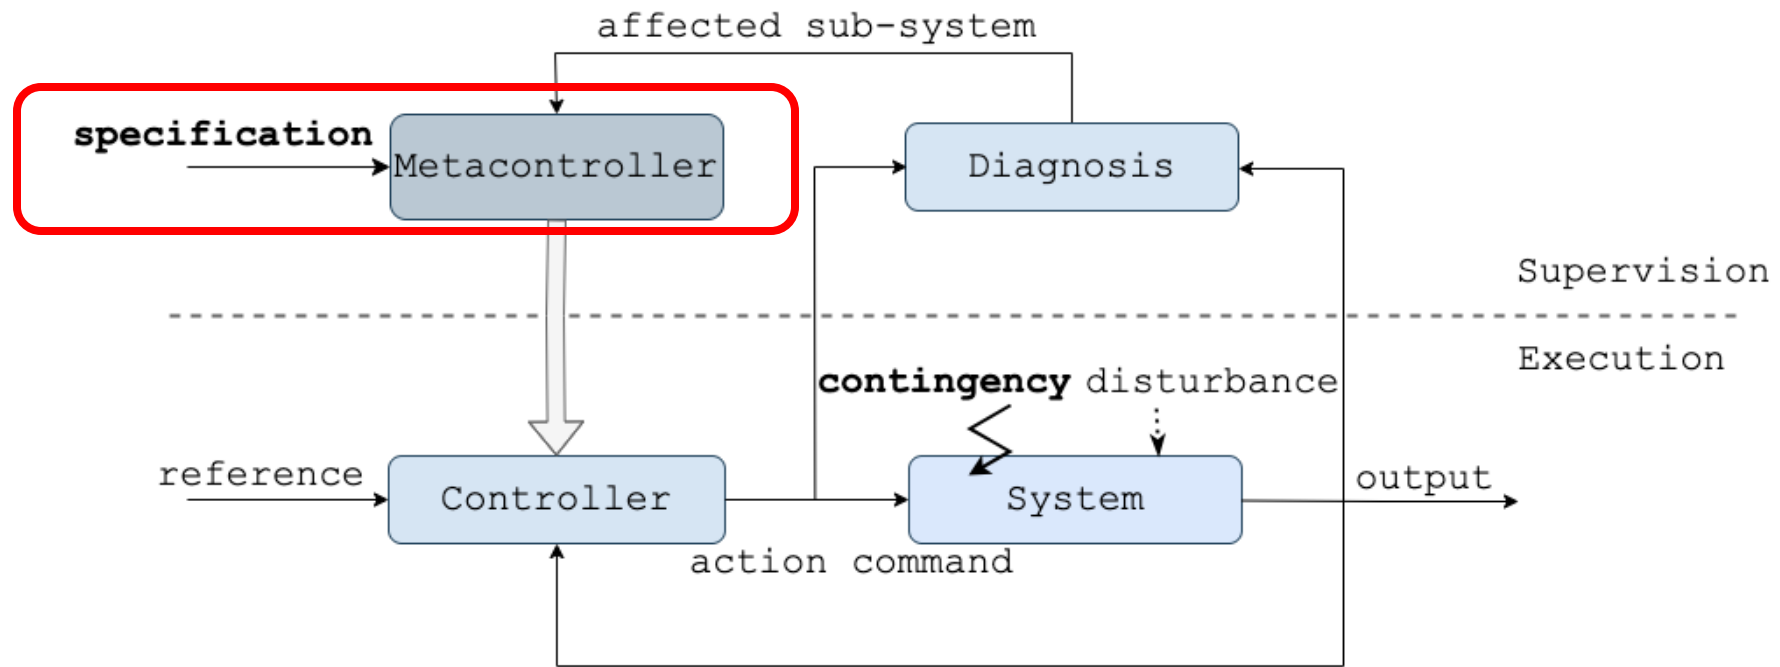 affected sub-system
specification
Metacontroller
Diagnosis
Supervision
Execution
contingency disturbance
reference
Controller
System
output
action command